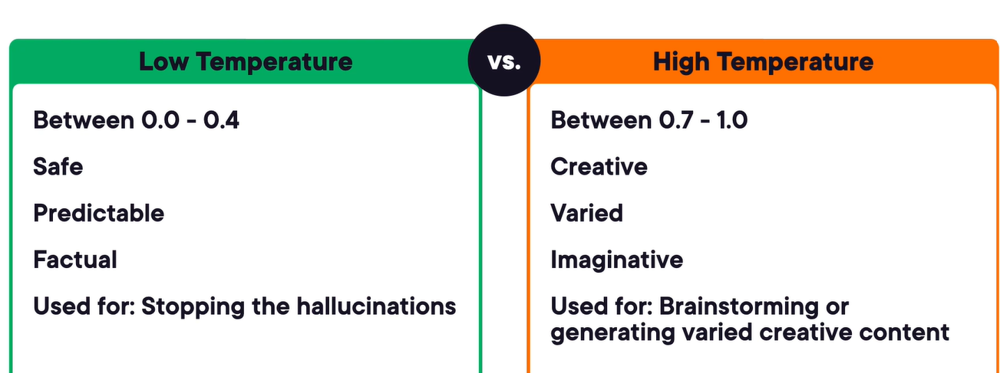 Low Temperature
vs.
High Temperature
Between 0.0 - 0.4
Safe
Predictable
Factual
Used for: Stopping the hallucinations
Between 0.7 - 1.0
Creative
Varied
Imaginative
Used for: Brainstorming or
generating varied creative content